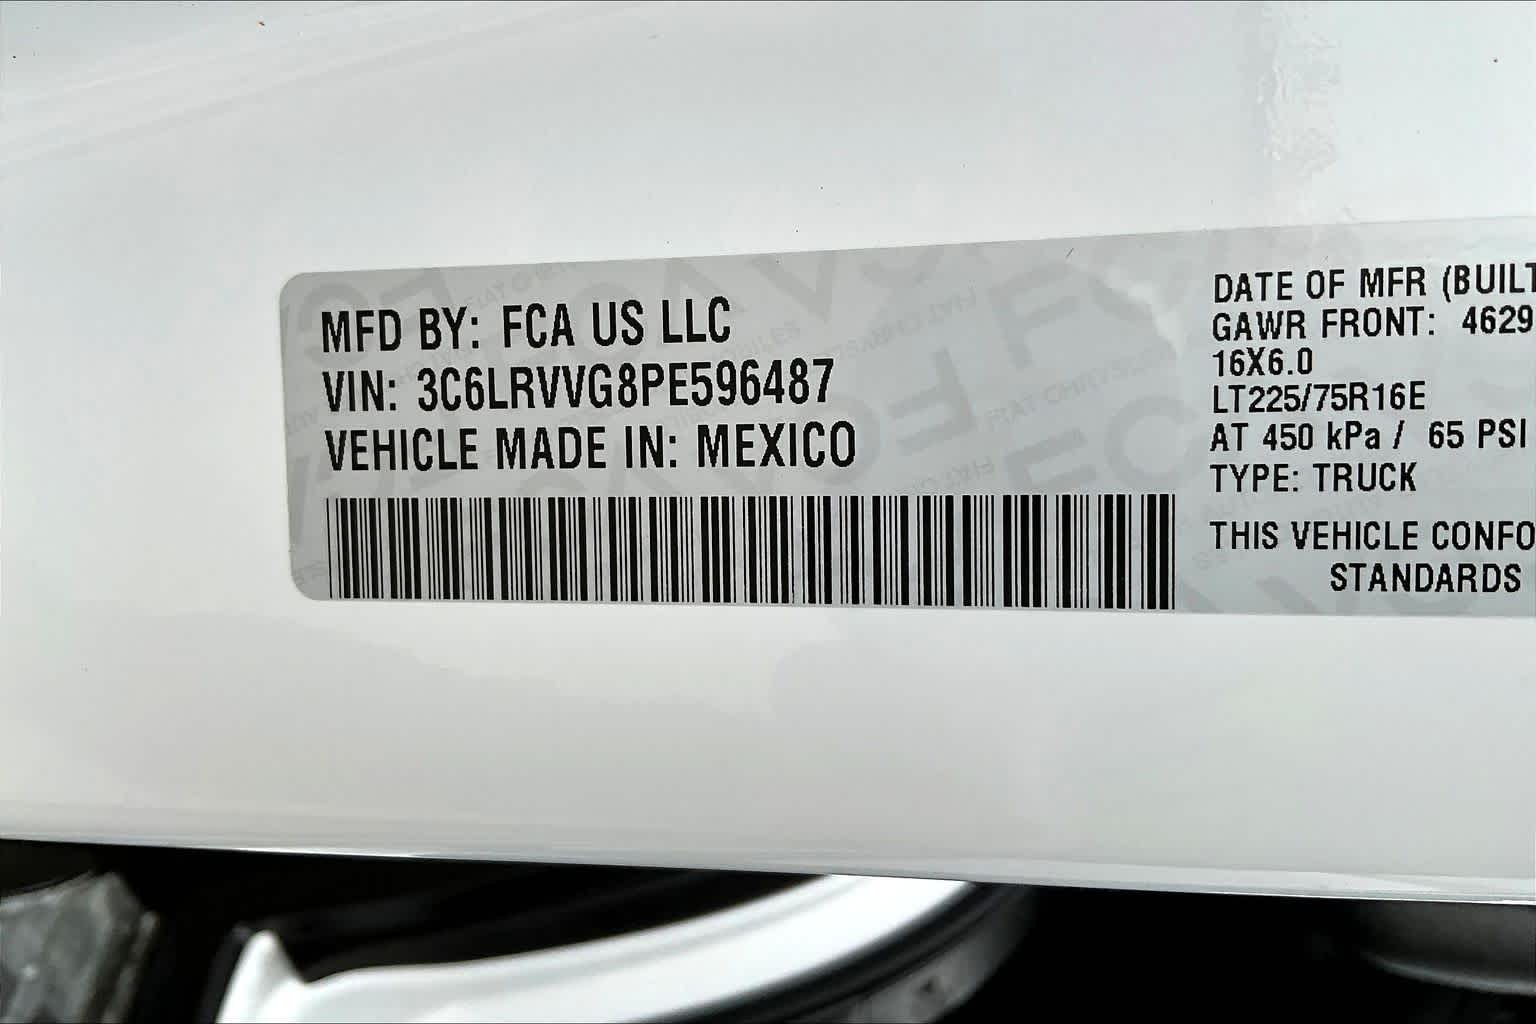 MFD BY: FCA US LLC
VIN: 3C6LRVVG8PE596487
VEHICLE MADE IN: MEXICO
DATE OF MFR (BUILT
GAWR FRONT: 4629
16X6.0
LT225/75R16E
AT 450 kPa / 65 PSI
TYPE: TRUCK
THIS VEHICLE CONFO
STANDARDS